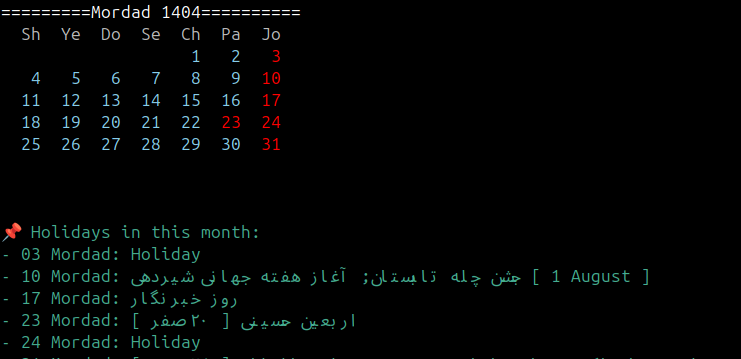 =========Mordad 1404==========
Sh Ye Do Se Ch Pa Jo
1 2 3
4 5 6 7 8 9 10
11 12 13 14 15 16 17
18 19 20 21 22 23 24
25 26 27 28 29 30 31
📌 Holidays in this month:
- 03 Mordad: Holiday
- 10 Mordad: جشن چله تابستان; آغاز هفته جهانی شیردهی [ 1 August ]
- 17 Mordad: روز خبرنگار
- 23 Mordad: اربعین حسینی [ ٢٠ صفر ]
- 24 Mordad: Holiday